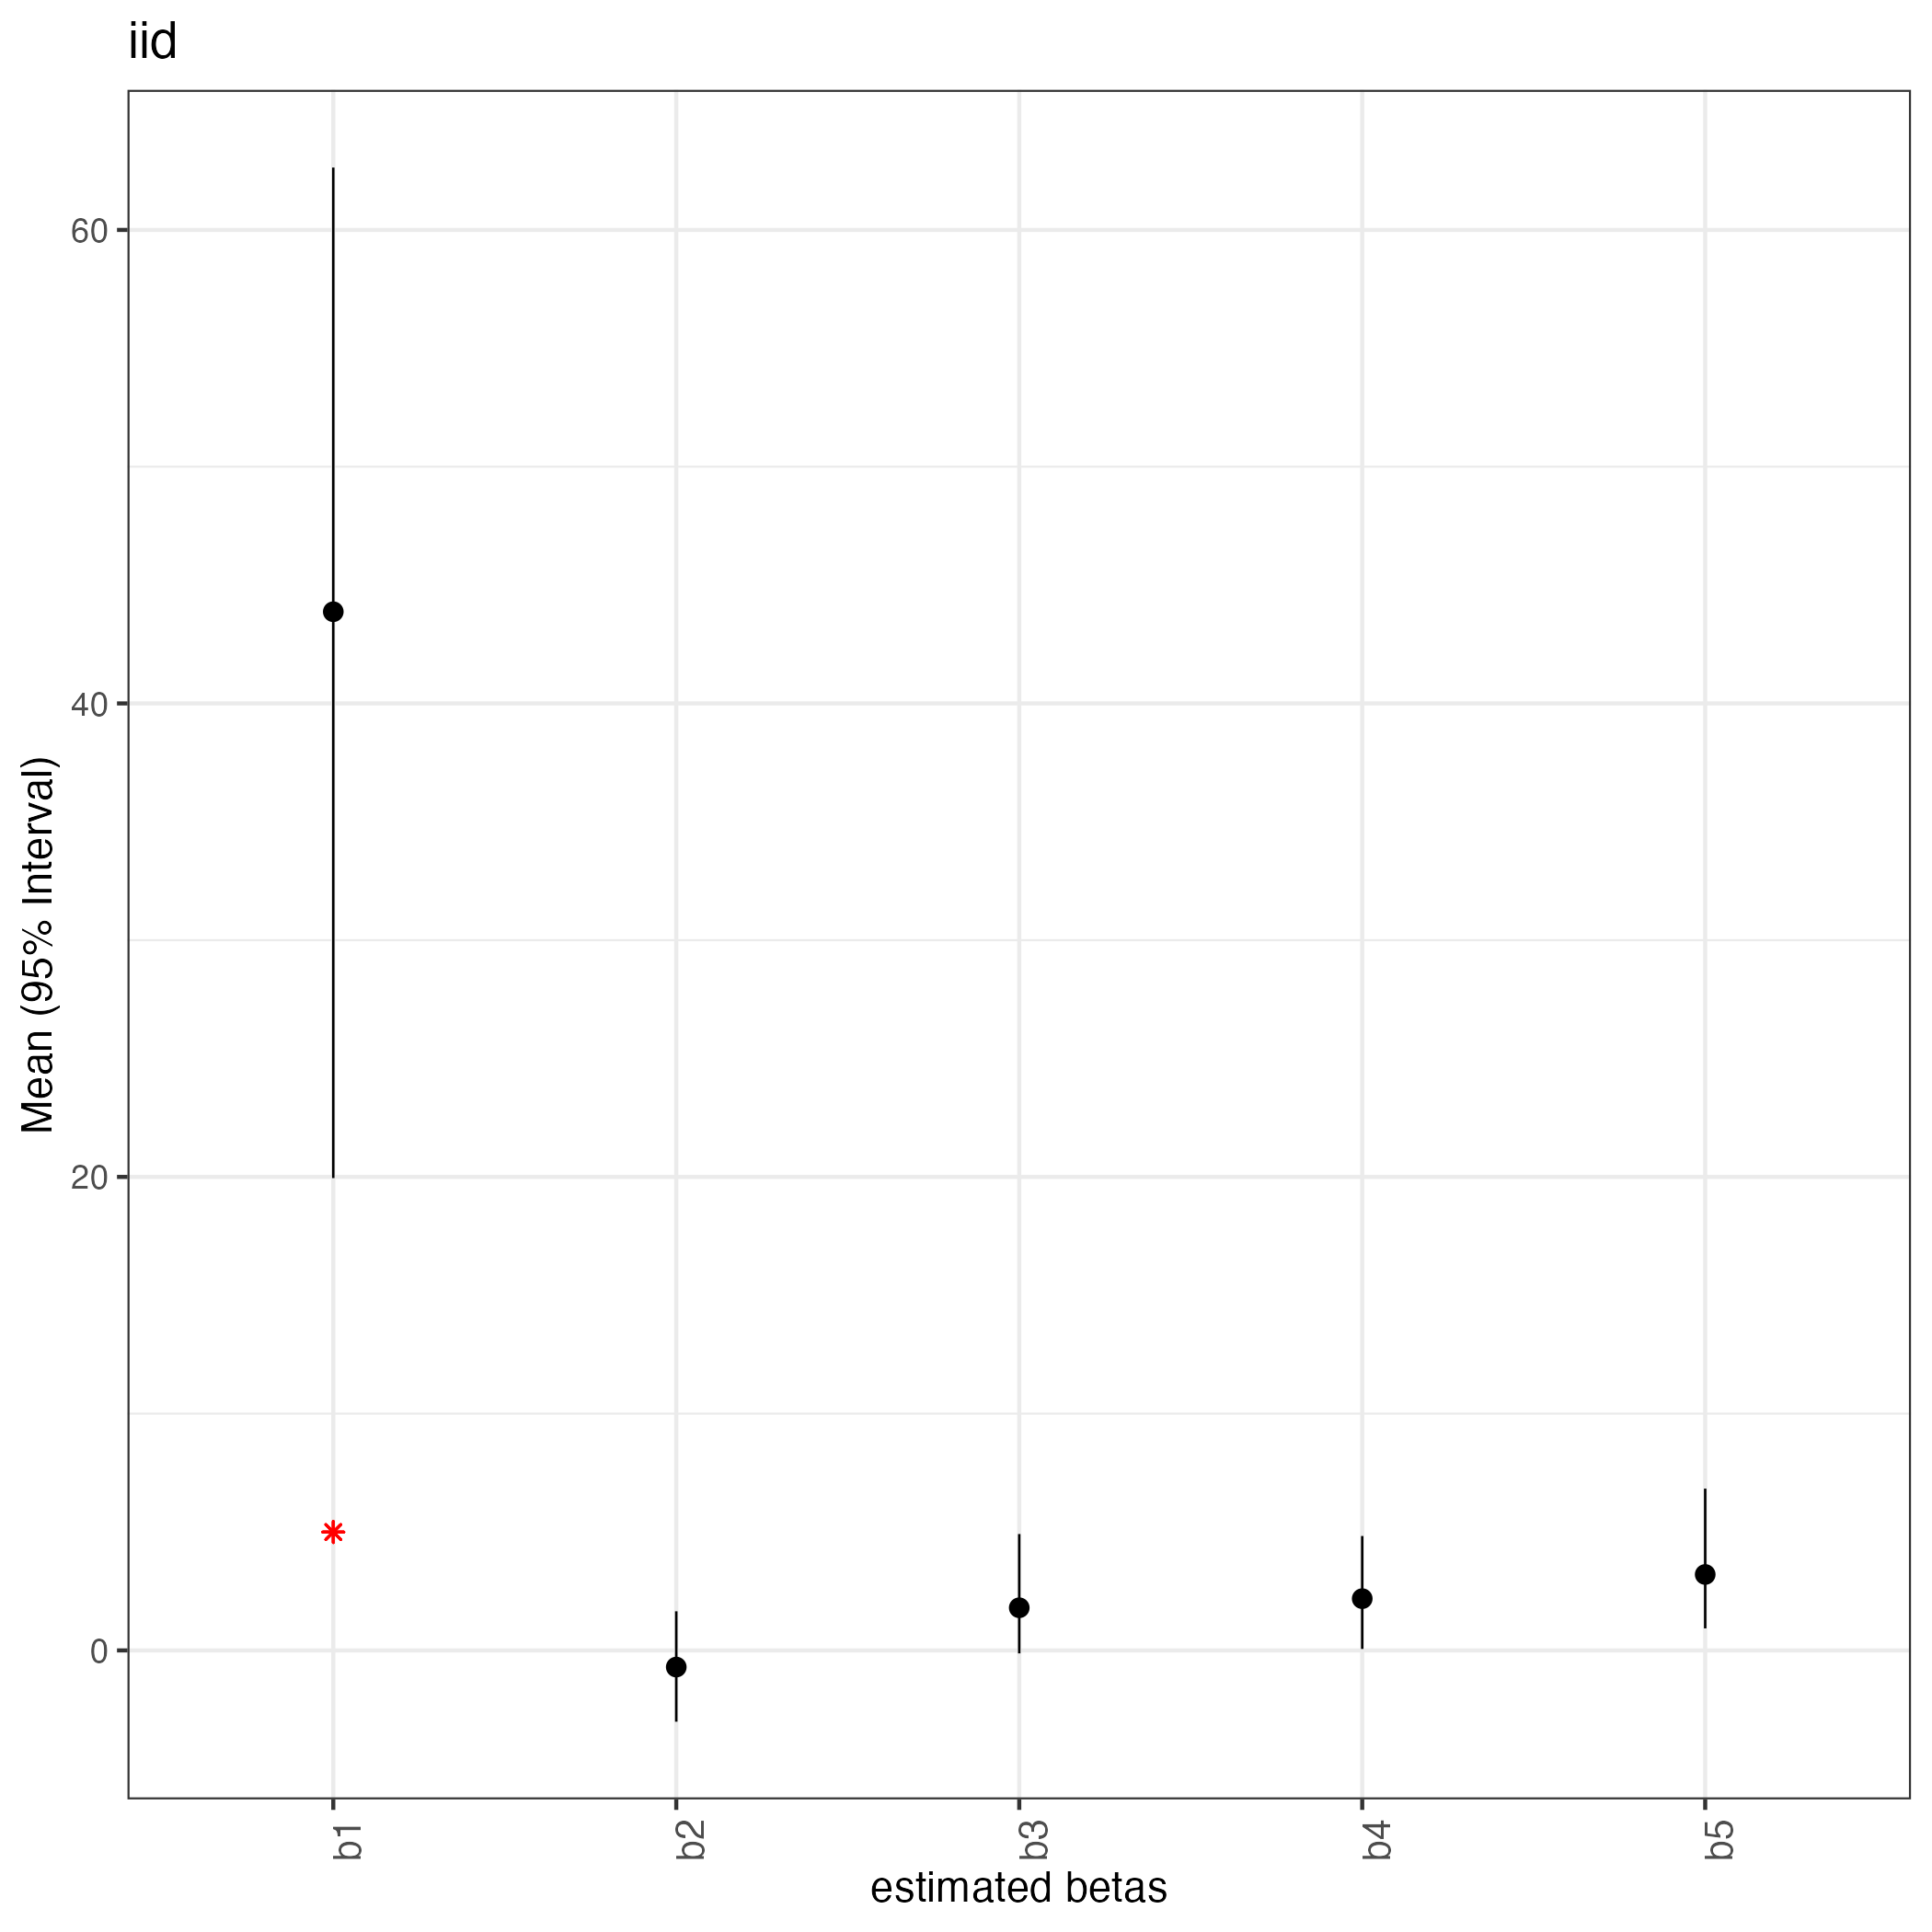 iid
Mean (95% Interval)
60
40
20
0
b1
b2
b3
b4
b5
estimated betas